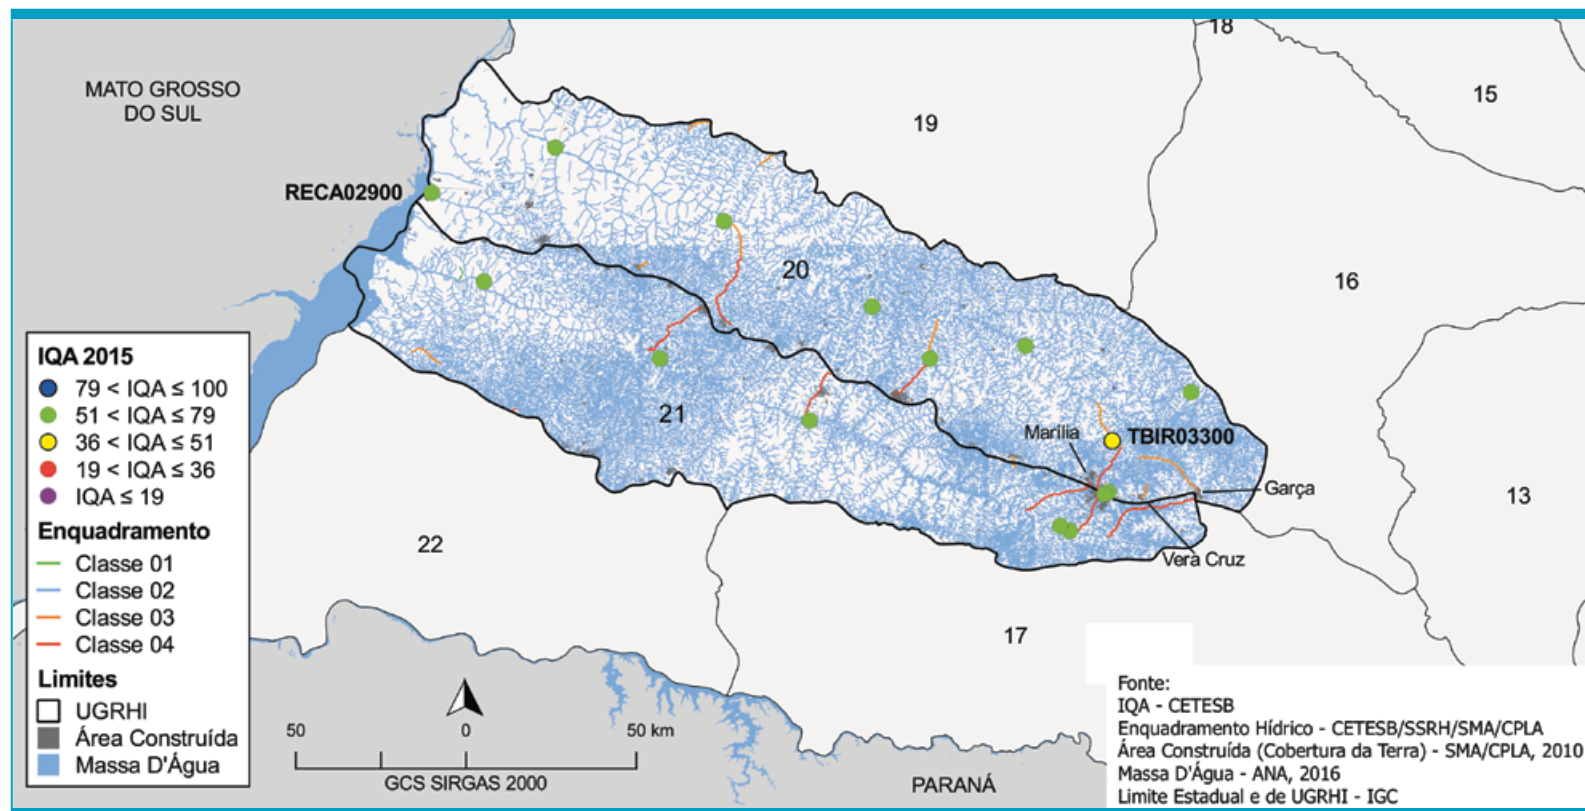 18
15
MATO GROSSO
DO SUL
19
RECA02900
20
16
IQA 2015
79 < IQA ≤ 100
51 < IQA ≤ 79
36 < IQA ≤ 51
19 < IQA ≤ 36
IQA ≤ 19
Enquadramento
Classe 01
Classe 02
Classe 03
Classe 04
Limites
UGRHI
Área Construída
Massa D'Água
21
Marília
TBIR03300
Garça
13
22
Vera Cruz
17
50
0
50 km
GCS SIRGAS 2000
PARANÁ
Fonte:
IQA - CETESB
Enquadramento Hídrico - CETESB/SSRH/SMA/CPLA
Área Construída (Cobertura da Terra) - SMA/CPLA, 2010
Massa D'Água - ANA, 2016
Limite Estadual e de UGRHI - IGC